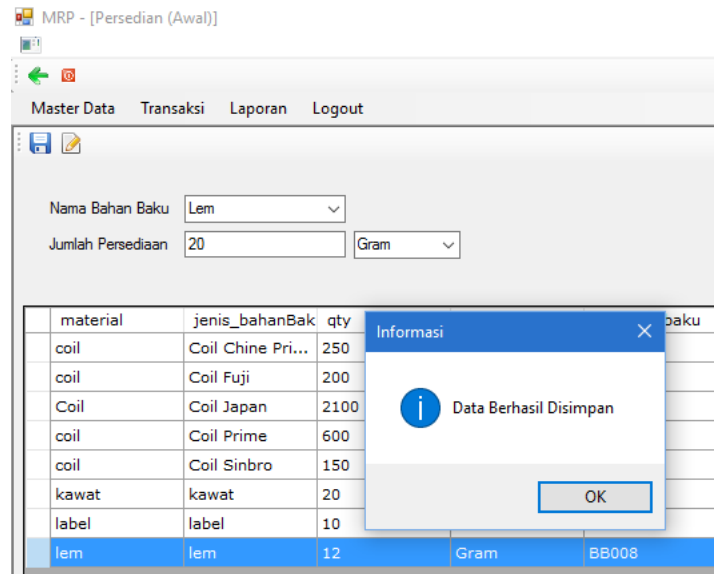 MRP - [Persedian (Awal)]
Master Data Transaksi Laporan Logout
Nama Bahan Baku Lem
Jumlah Persediaan 20 Gram
material jenis_bahanBak qty baku
Informasi
coil Coil Chine Pri... 250
coil Coil Fuji 200
Coil Coil Japan 2100
Data Berhasil Disimpan
coil Coil Prime 600
coil Coil Sinbro 150
kawat kawat 20
OK
label label 10
lem lem 12 Gram BB008